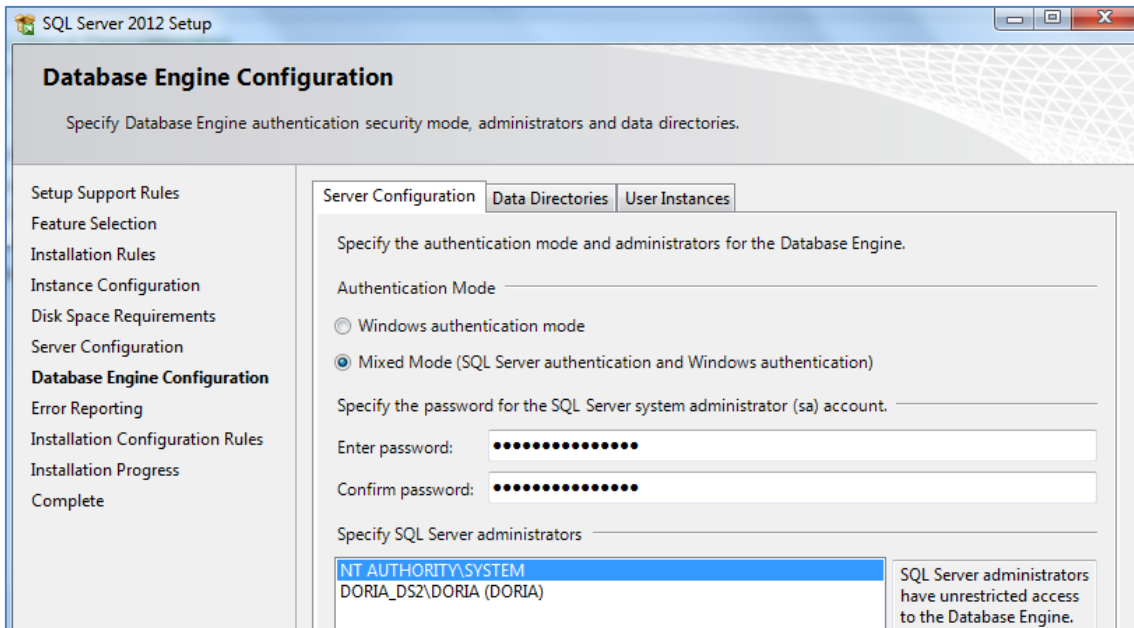 SQL Server 2012 Setup
Database Engine Configuration
Specify Database Engine authentication security mode, administrators and data directories.
Setup Support Rules
Feature Selection
Installation Rules
Instance Configuration
Disk Space Requirements
Server Configuration
Database Engine Configuration
Error Reporting
Installation Configuration Rules
Installation Progress
Complete
Server Configuration Data Directories User Instances
Specify the authentication mode and administrators for the Database Engine.
Authentication Mode
Windows authentication mode
Mixed Mode (SQL Server authentication and Windows authentication)
Specify the password for the SQL Server system administrator (sa) account.
Enter password: •••••••••••••••
Confirm password: •••••••••••••••
Specify SQL Server administrators
NT AUTHORITY\SYSTEM
DORIA_DS2\DORIA (DORIA)
SQL Server administrators
have unrestricted access
to the Database Engine.